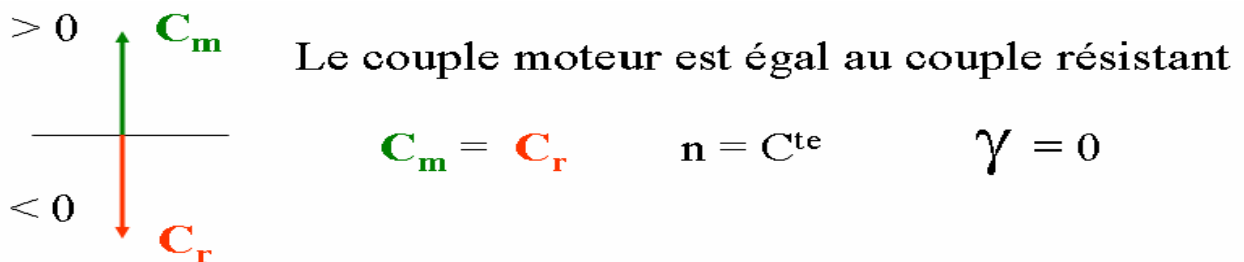 > 0 Cₘ
Le couple moteur est égal au couple résistant
Cₘ = Cᵣ n = Cᵗᵉ γ = 0
< 0
Cᵣ